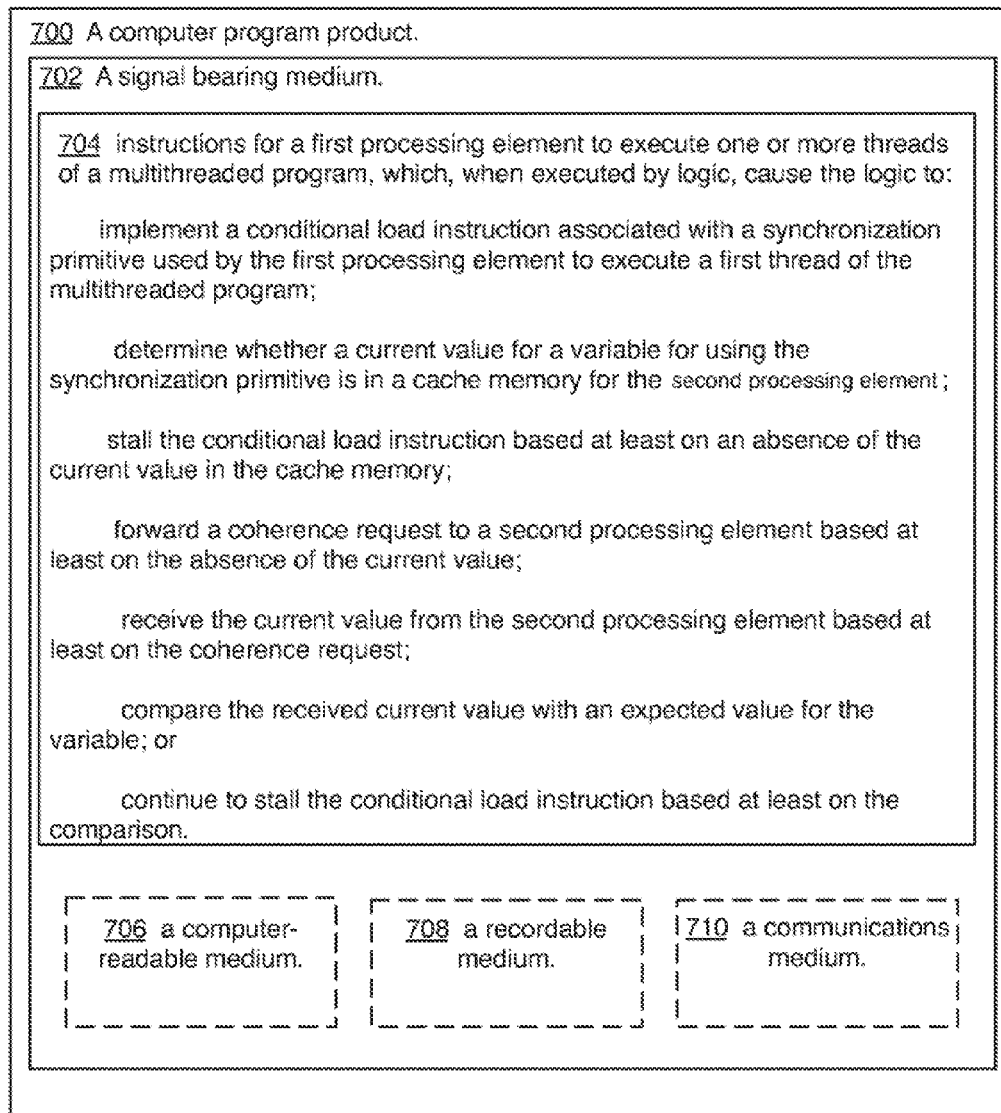 700 A computer program product.
702 A signal bearing medium.
704 instructions for a first processing element to execute one or more threads
of a multithreaded program, which, when executed by logic, cause the logic to:
implement a conditional load instruction associated with a synchronization
primitive used by the first processing element to execute a first thread of the
multithreaded program;
determine whether a current value for a variable for using the
synchronization primitive is in a cache memory for the second processing element;
stall the conditional load instruction based at least on an absence of the
current value in the cache memory;
forward a coherence request to a second processing element based at
least on the absence of the current value;
receive the current value from the second processing element based at
least on the coherence request;
compare the received current value with an expected value for the
variable; or
continue to stall the conditional load instruction based at least on the
comparison.
706 a computer-
readable medium.
708 a recordable
medium.
710 a communications
medium.